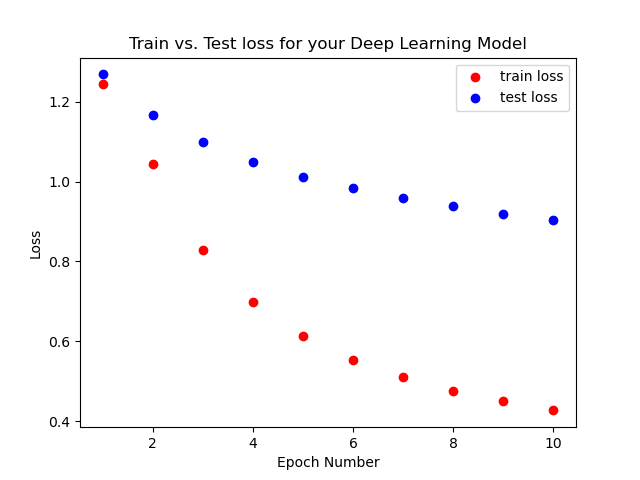 Train vs. Test loss for your Deep Learning Model
train loss
test loss
1.2
1.0
0.8
0.6
0.4
Loss
2 4 6 8 10
Epoch Number